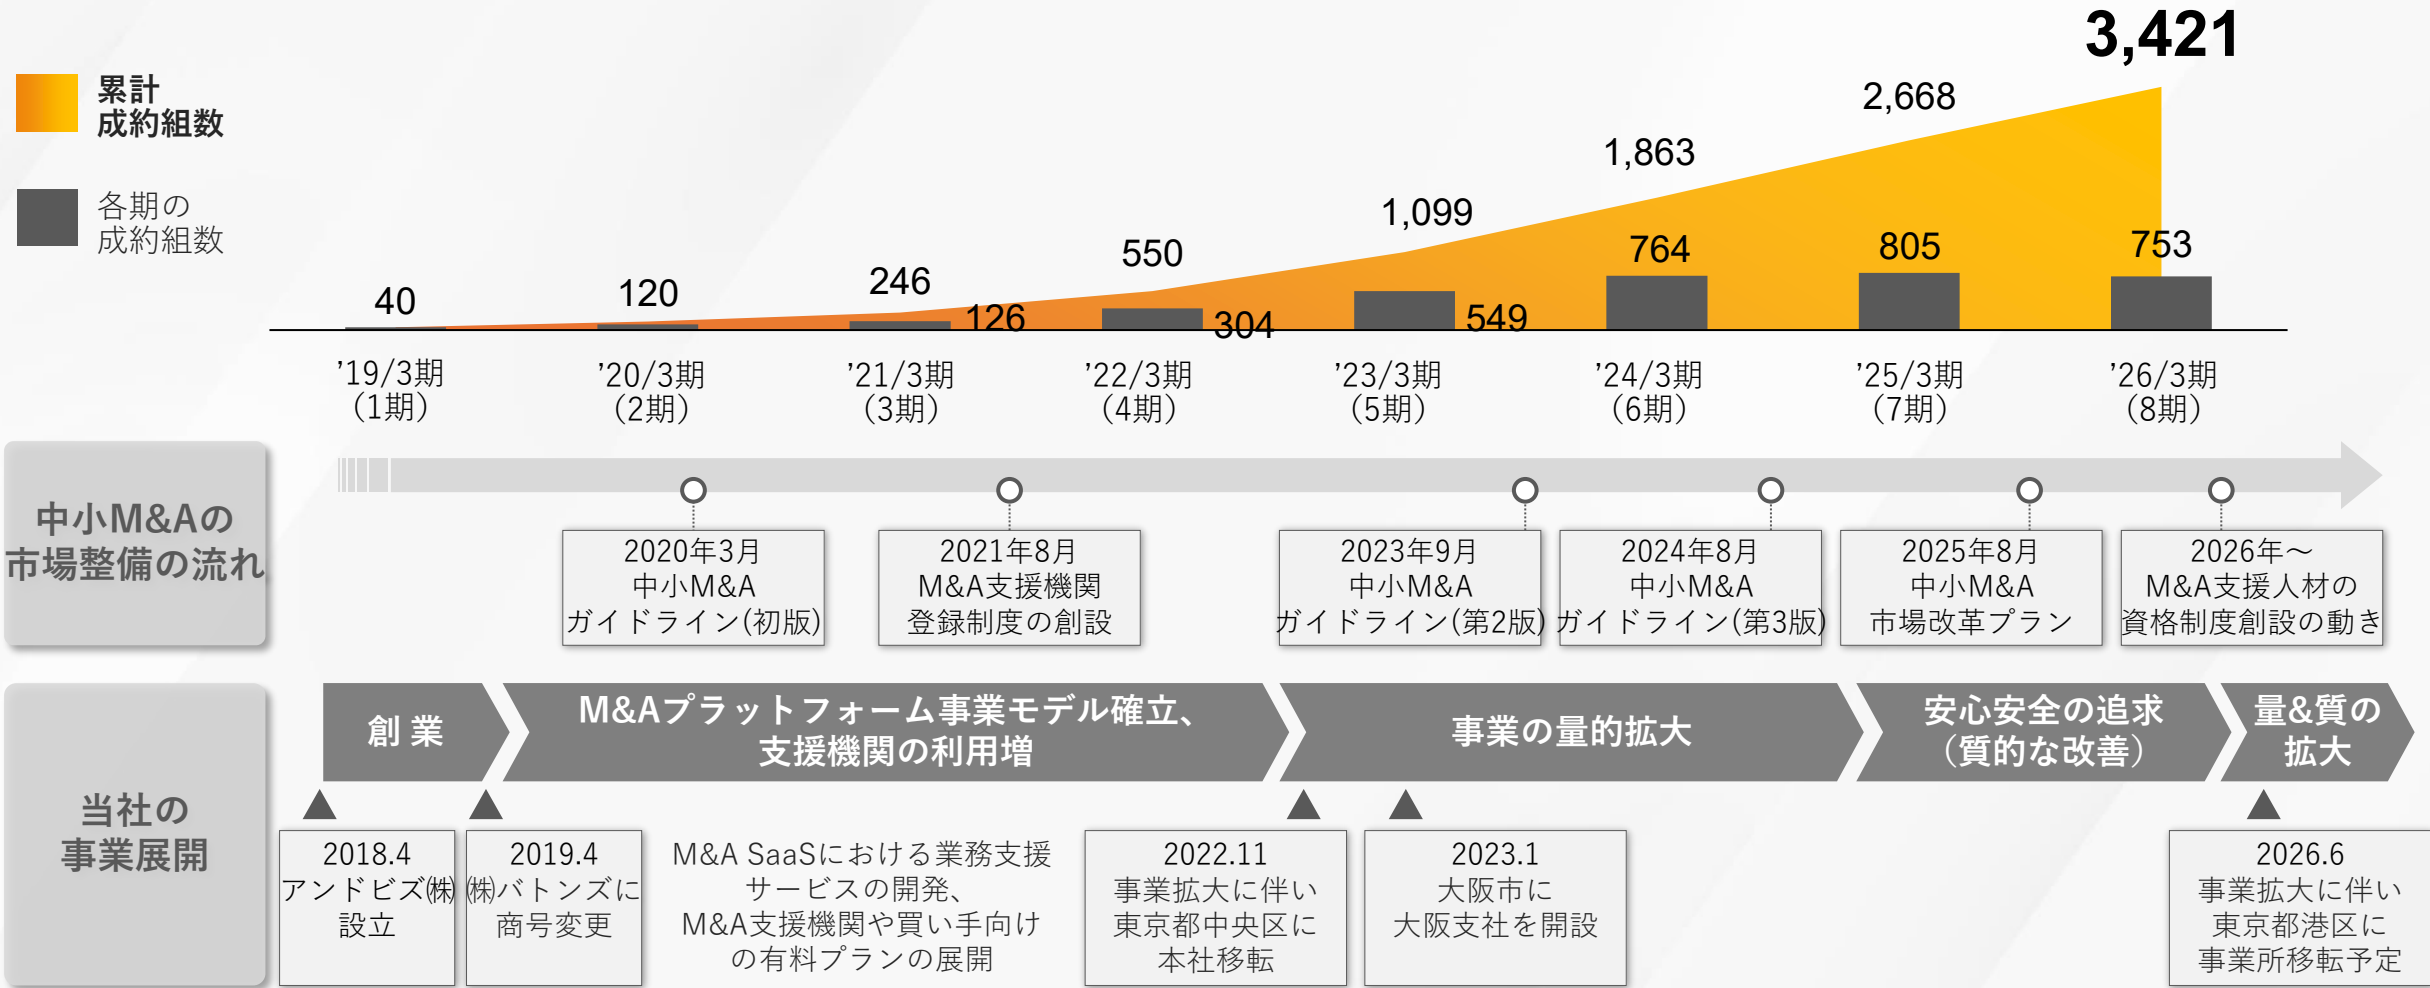 累計
成約組数
各期の
成約組数
3,421
2,668
1,863
1,099
550
246
120
40
126
304
549
764
805
753
’19/3期
(1期)
’20/3期
(2期)
’21/3期
(3期)
’22/3期
(4期)
’23/3期
(5期)
’24/3期
(6期)
’25/3期
(7期)
’26/3期
(8期)
中小M&Aの
市場整備の流れ
2020年3月
中小M&A
ガイドライン(初版)
2021年8月
M&A支援機関
登録制度の創設
2023年9月
中小M&A
ガイドライン(第2版)
2024年8月
中小M&A
ガイドライン(第3版)
2025年8月
中小M&A
市場改革プラン
2026年～
M&A支援人材の
資格制度創設の動き
当社の
事業展開
創 業
M&Aプラットフォーム事業モデル確立、
支援機関の利用増
事業の量的拡大
安心安全の追求
（質的な改善）
量&質の
拡大
2018.4
アンドビズ㈱
設立
2019.4
㈱バトンズに
商号変更
M&A SaaSにおける業務支援
サービスの開発、
M&A支援機関や買い手向け
の有料プランの展開
2022.11
事業拡大に伴い
東京都中央区に
本社移転
2023.1
大阪市に
大阪支社を開設
2026.6
事業拡大に伴い
東京都港区に
事業所移転予定